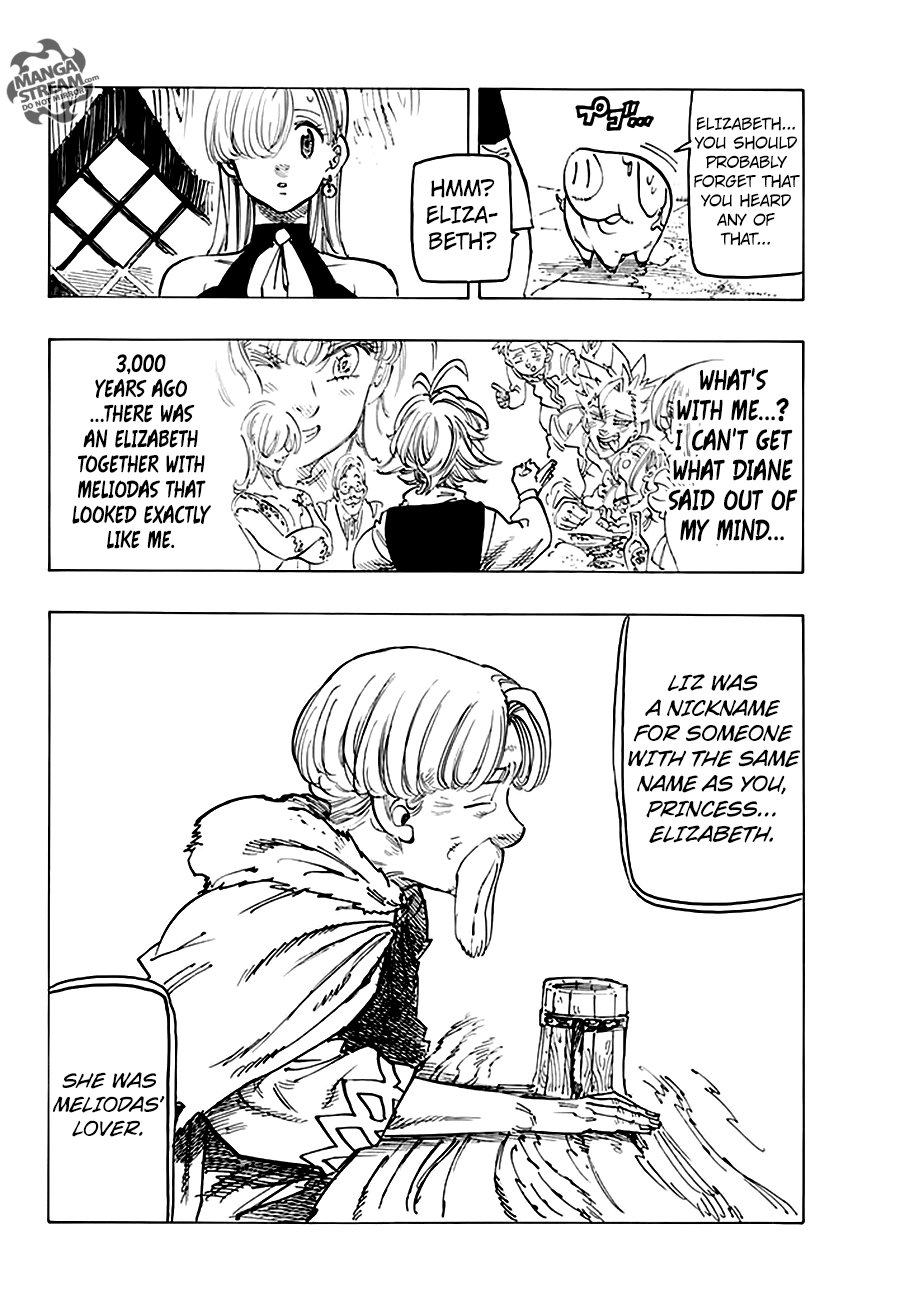 MANGA
STREAM.com
DO NOT MIRROR
ELIZABETH...
YOU SHOULD
PROBABLY
FORGET THAT
YOU HEARD
ANY OF
THAT...
プゴ...
HMM?
ELIZA-
BETH?
WHAT'S
WITH ME...?
I CAN'T GET
WHAT DIANE
SAID OUT OF
MY MIND...
3,000
YEARS AGO
...THERE WAS
AN ELIZABETH
TOGETHER WITH
MELIODAS THAT
LOOKED EXACTLY
LIKE ME.
LIZ WAS
A NICKNAME
FOR SOMEONE
WITH THE SAME
NAME AS YOU,
PRINCESS...
ELIZABETH.
SHE WAS
MELIODAS'
LOVER.